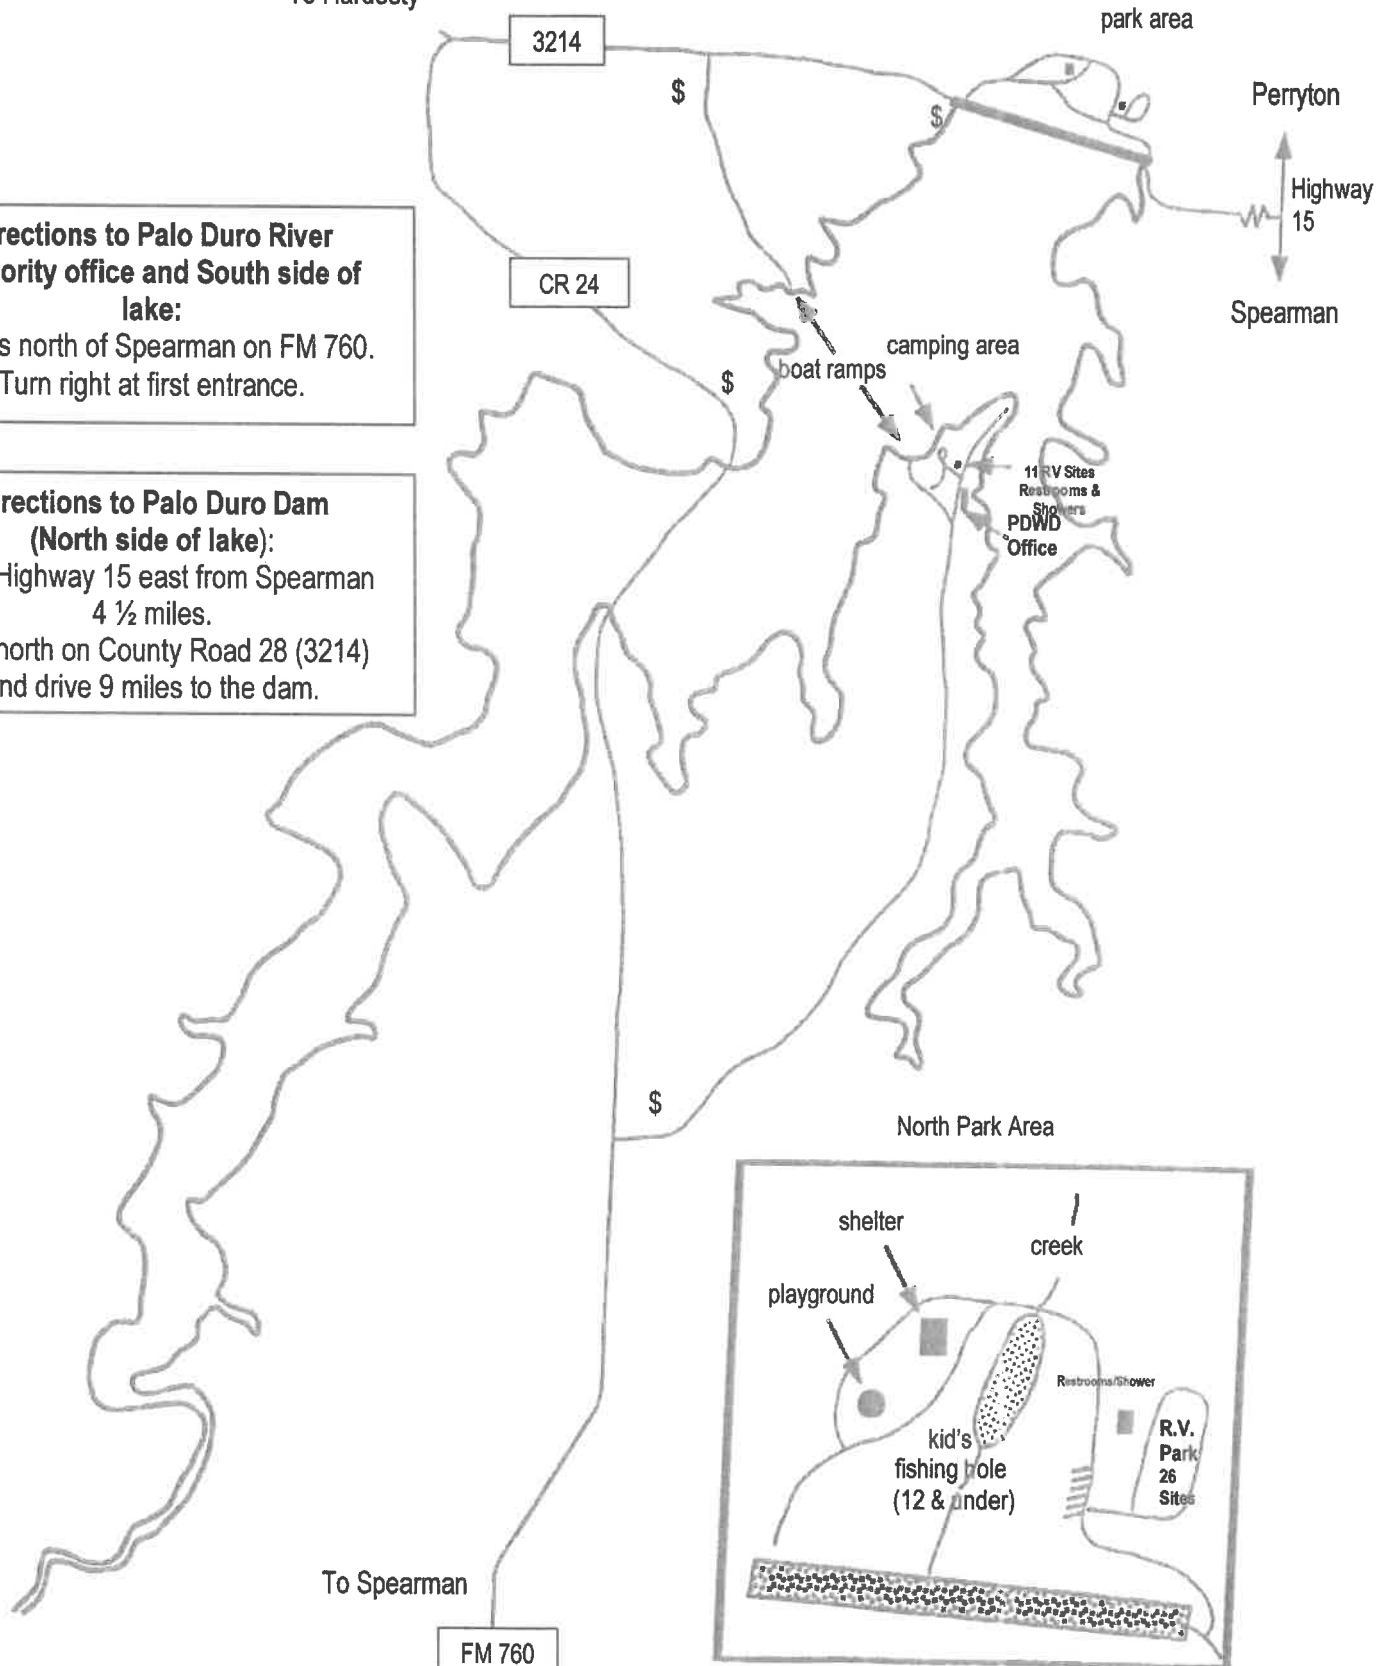 park area
3214
$
$
Perryton
Highway
15
Spearman
rections to Palo Duro River
ority office and South side of
lake:
s north of Spearman on FM 760.
Turn right at first entrance.
CR 24
$
camping area
boat ramps
11 RV Sites
Restrooms &
Showers
PDWD
Office
rections to Palo Duro Dam
(North side of lake):
Highway 15 east from Spearman
4 ½ miles.
north on County Road 28 (3214)
nd drive 9 miles to the dam.
$
North Park Area
shelter
creek
playground
Restrooms/Shower
kid's
fishing hole
(12 & under)
R.V.
Park
26
Sites
To Spearman
FM 760